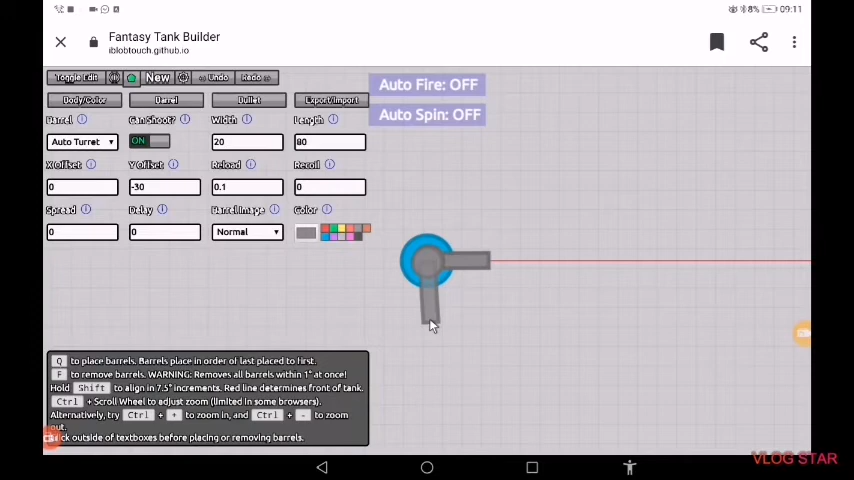 8% 09:11
Fantasy Tank Builder
iblobtouch.github.io
Toggle Edit New << Undo Redo >>
Auto Fire: OFF
Body/Color Barrel Bullet Export/Import
Auto Spin: OFF
Barrel Can Shoot? Width Length
Auto Turret ON 20 80
X Offset Y Offset Reload Recoil
0 -30 0.1 0
Spread Delay Barrel Image Color
0 0 Normal
Q to place barrels. Barrels place in order of last placed to first.
F to remove barrels. WARNING: Removes all barrels within 1° at once!
Hold Shift to align in 7.5° increments. Red line determines front of tank.
Ctrl + Scroll Wheel to adjust zoom (limited in some browsers).
Alternatively, try Ctrl + + to zoom in, and Ctrl + - to zoom
out.
outside of textboxes before placing or removing barrels.
VLOG STAR